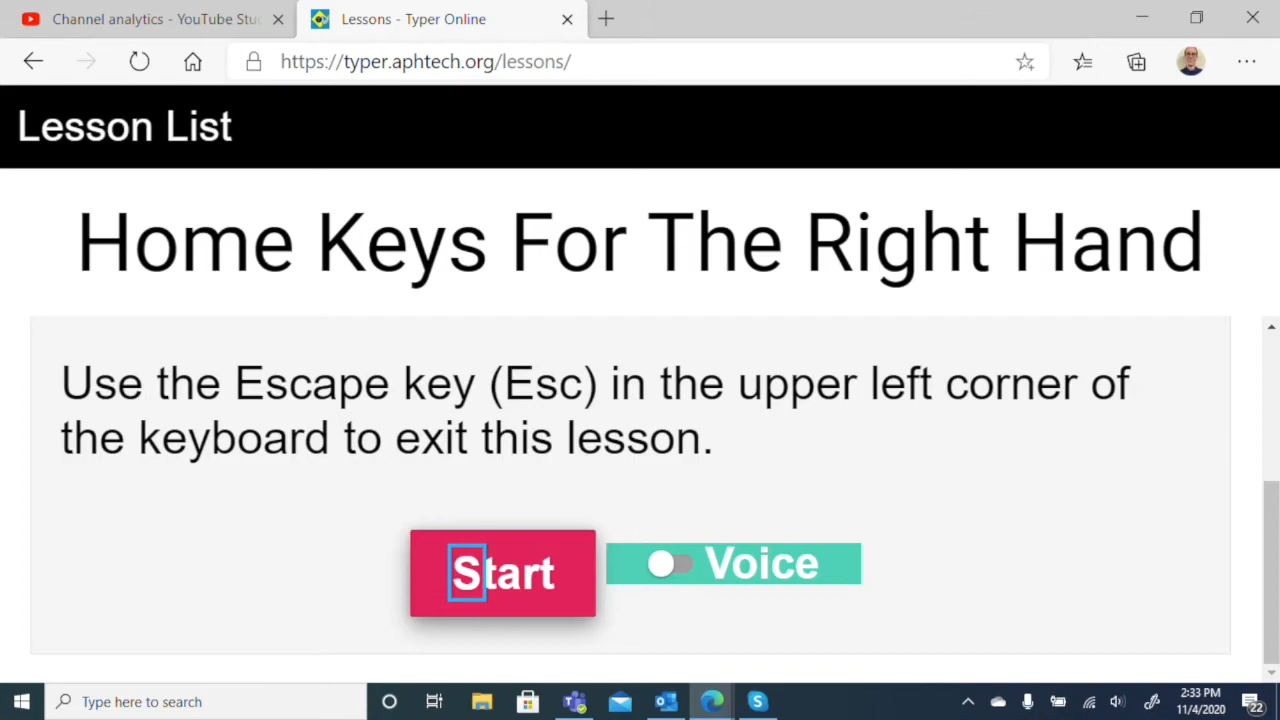 Channel analytics - YouTube Stu
Lessons - Typer Online
https://typer.aphtech.org/lessons/
Lesson List
Home Keys For The Right Hand
Use the Escape key (Esc) in the upper left corner of
the keyboard to exit this lesson.
Start
Voice
Type here to search
2:33 PM
11/4/2020
22